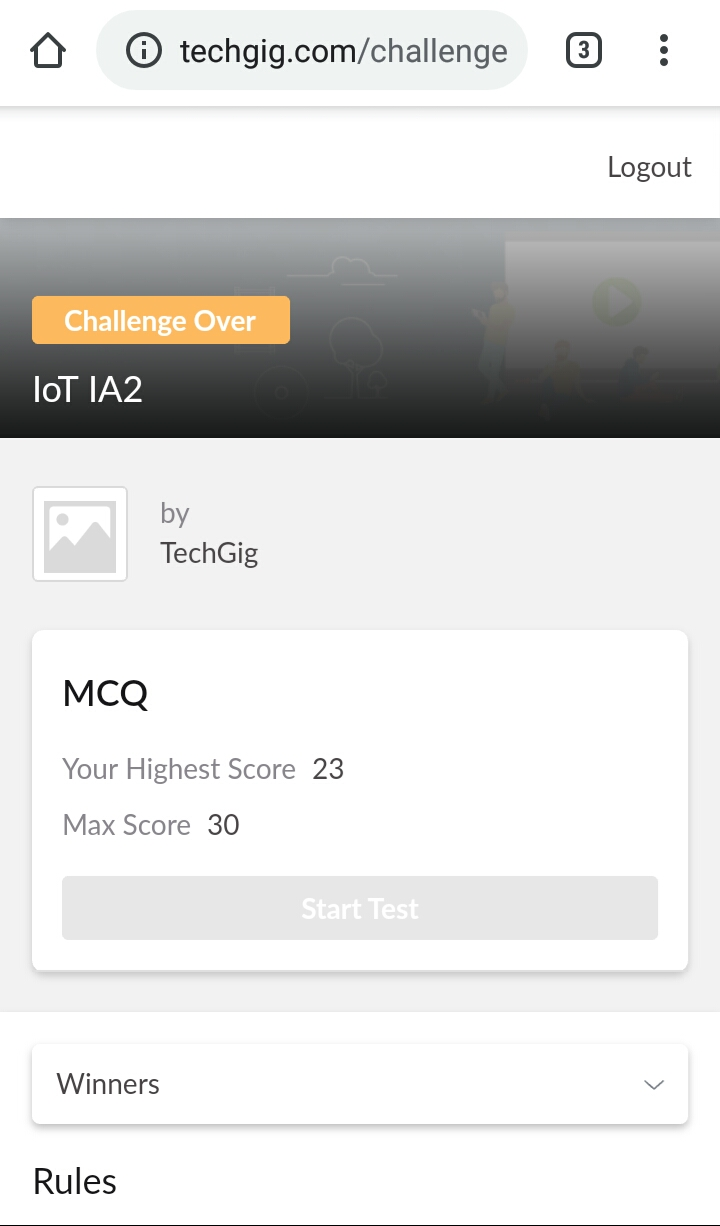 techgig.com/challenge
3
Logout
Challenge Over
IoT IA2
by
TechGig
MCQ
Your Highest Score 23
Max Score 30
Start Test
Winners
Rules